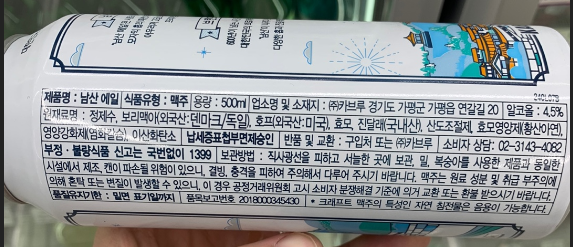 제품명 : 남산 에일 식품유형 : 맥주 용량 : 500ml 업소명 및 소재지 : ㈜카브루 경기도 가평군 가평읍 연갈길 20 알코올 : 4.5%
원재료명 : 정제수, 보리맥아(외국산:덴마크/독일), 호프(외국산:미국), 효모, 진달래(국내산), 산도조절제, 효모영양제(황산아연),
영양강화제(염화칼슘), 이산화탄소 납세증표첩부면제승인 반품 및 교환 : 구입처 또는 ㈜카브루 소비자 상담: 02-3143-4082
부정·불량식품 신고는 국번없이 1399 보관방법 : 직사광선을 피하고 서늘한 곳에 보관. 밀, 복숭아를 사용한 제품과 동일한
시설에서 제조. 캔이 파손될 위험이 있으니, 결빙, 충격을 피하여 주의해서 다루어 주시기 바랍니다. 맥주는 원료 성분 및 취급 부주의에
의해 혼탁 또는 변질이 발생할 수 있으니, 이 경우 공정거래위원회 고시 소비자 분쟁해결 기준에 의거 교환 또는 환불 받으시기 바랍니다.
품질유지기한 : 밑면 표기일까지 품목보고번호 2018000345430 * 크래프트 맥주의 특성인 자연 침전물은 음용이 가능합니다.